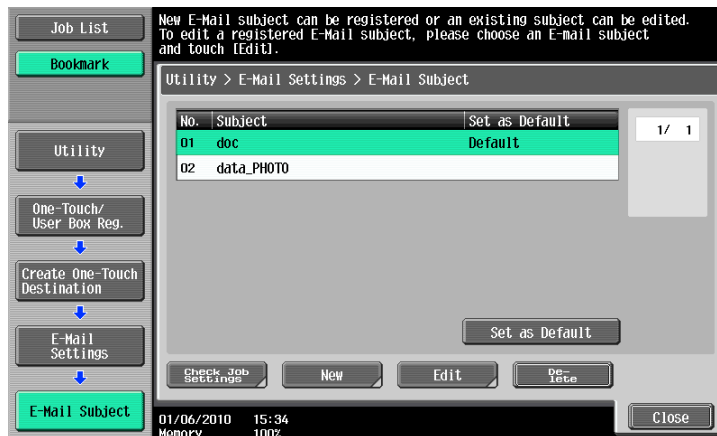 Job List
Bookmark
New E-Mail subject can be registered or an existing subject can be edited.
To edit a registered E-Mail subject, please choose an E-mail subject
and touch [Edit].
Utility > E-Mail Settings > E-Mail Subject
No. Subject Set as Default
01 doc Default
02 data_PHOTO
1/ 1
Utility
One-Touch/
User Box Reg.
Create One-Touch
Destination
E-Mail
Settings
E-Mail Subject
Set as Default
Check Job
Settings
New
Edit
De-
lete
01/06/2010 15:34
Memory 100%
Close